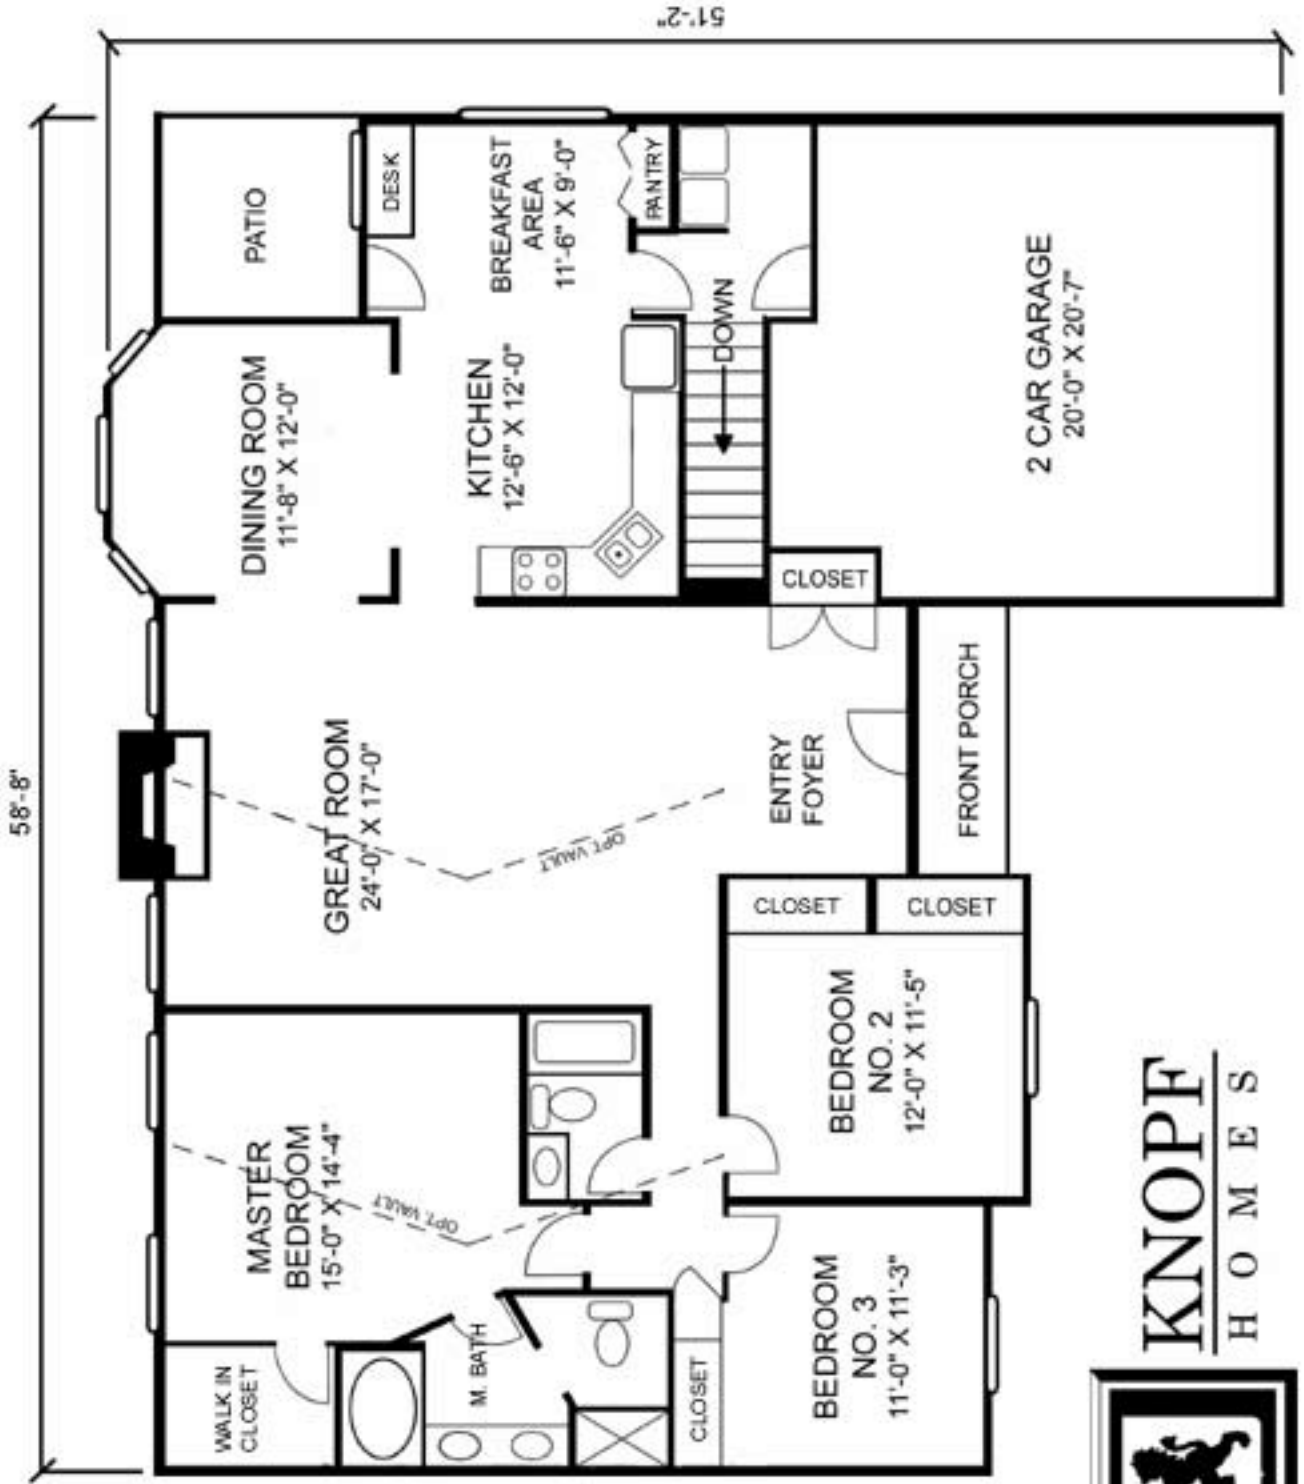 58'-8"
51'-2"
PATIO
DESK
BREAKFAST
AREA
11'-6" X 9'-0"
PANTRY
DINING ROOM
11'-8" X 12'-0"
KITCHEN
12'-6" X 12'-0"
DOWN
2 CAR GARAGE
20'-0" X 20'-7"
CLOSET
GREAT ROOM
24'-0" X 17'-0"
OPT. VAULT
ENTRY
FOYER
FRONT PORCH
CLOSET
CLOSET
MASTER
BEDROOM
15'-0" X 14'-4"
OPT. VAULT
BEDROOM
NO. 2
12'-0" X 11'-5"
WALK IN
CLOSET
M. BATH
CLOSET
BEDROOM
NO. 3
11'-0" X 11'-3"
KNOPF
HOMES